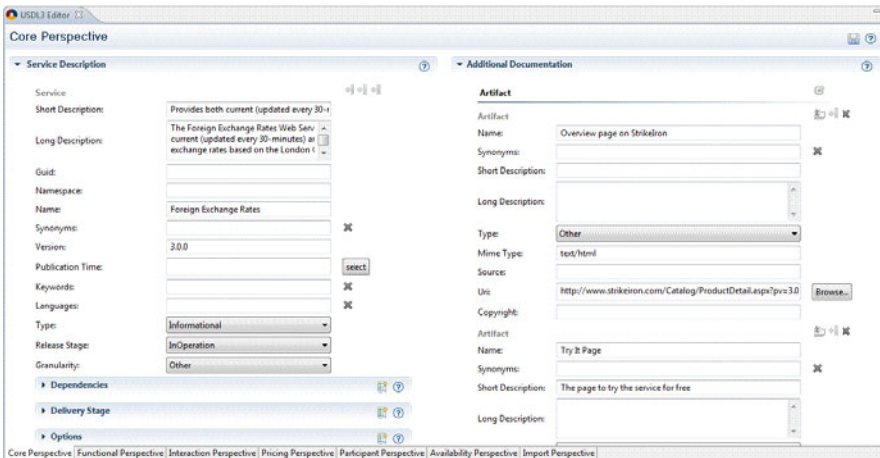 USDL3 Editor
Core Perspective
Service Description
Service
Short Description: Provides both current (updated every 30-
Long Description: The Foreign Exchange Rates Web Serv
current (updated every 30-minutes) a
exchange rates based on the London
Guid:
Namespace:
Name: Foreign Exchange Rates
Synonyms:
Version: 3.0.0
Publication Time: select
Keywords:
Languages:
Type: Informational
Release Stage: InOperation
Granularity: Other
Dependencies
Delivery Stage
Options
Additional Documentation
Artifact
Artifact
Name: Overview page on StrikeIron
Synonyms:
Short Description:
Long Description:
Type: Other
Mime Type: text/html
Source:
Uri: http://www.strikeiron.com/Catalog/ProductDetail.aspx?pv=3.0 Browse...
Copyright:
Artifact
Name: Try It Page
Synonyms:
Short Description: The page to try the service for free
Long Description:
Core Perspective Functional Perspective Interaction Perspective Pricing Perspective Participant Perspective Availability Perspective Import Perspective